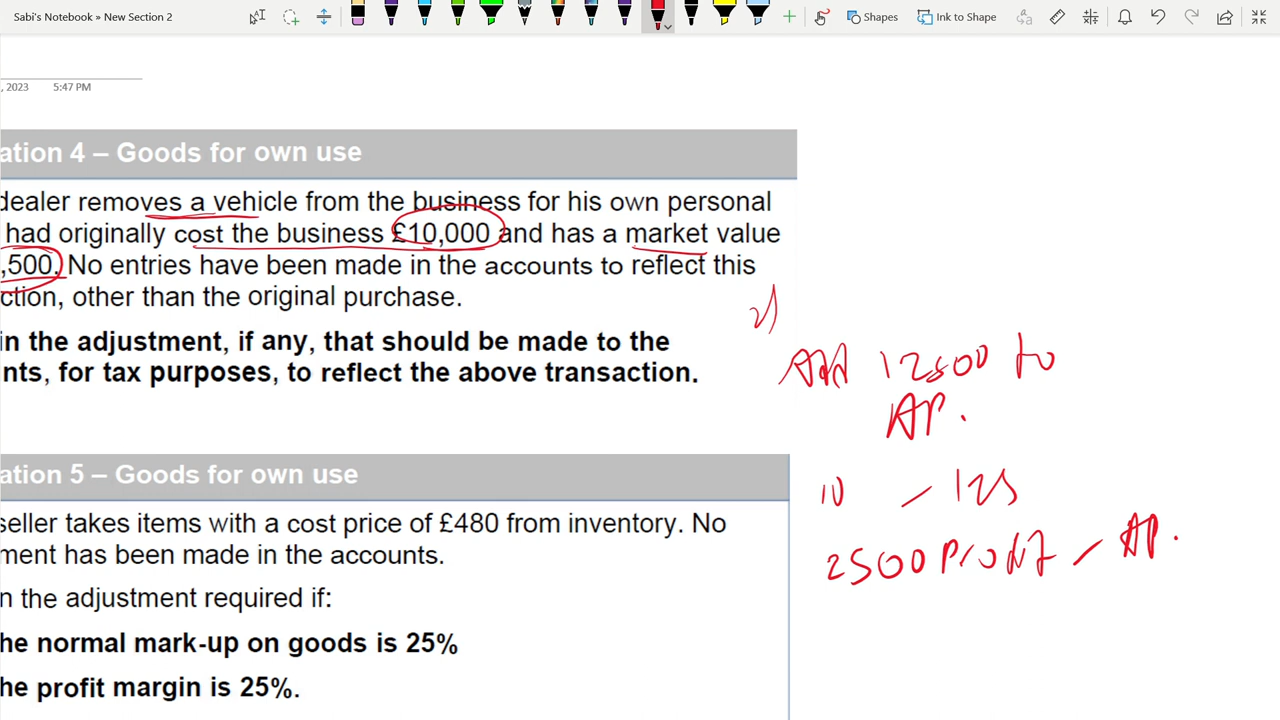 Sabi's Notebook » New Section 2
Shapes
Ink to Shape
, 2023 5:47 PM
ation 4 – Goods for own use
dealer removes a vehicle from the business for his own personal
had originally cost the business £10,000 and has a market value
,500. No entries have been made in the accounts to reflect this
ction, other than the original purchase.
in the adjustment, if any, that should be made to the
nts, for tax purposes, to reflect the above transaction.
2)
Add 12500 to
AP.
10 – 125
2500 Profit – AP.
ation 5 – Goods for own use
seller takes items with a cost price of £480 from inventory. No
ment has been made in the accounts.
n the adjustment required if:
he normal mark-up on goods is 25%
he profit margin is 25%.